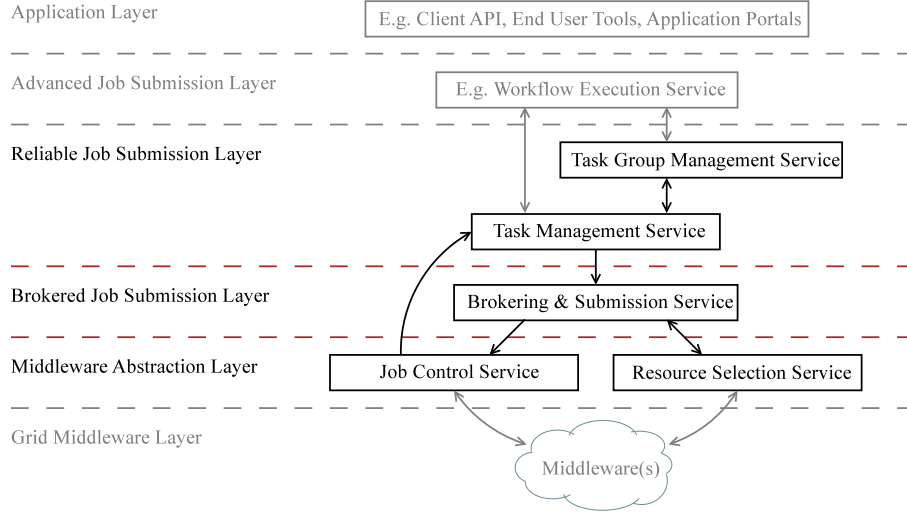 Application Layer
E.g. Client API, End User Tools, Application Portals
Advanced Job Submission Layer
E.g. Workflow Execution Service
Reliable Job Submission Layer
Task Group Management Service
Task Management Service
Brokered Job Submission Layer
Brokering & Submission Service
Middleware Abstraction Layer
Job Control Service
Resource Selection Service
Grid Middleware Layer
Middleware(s)